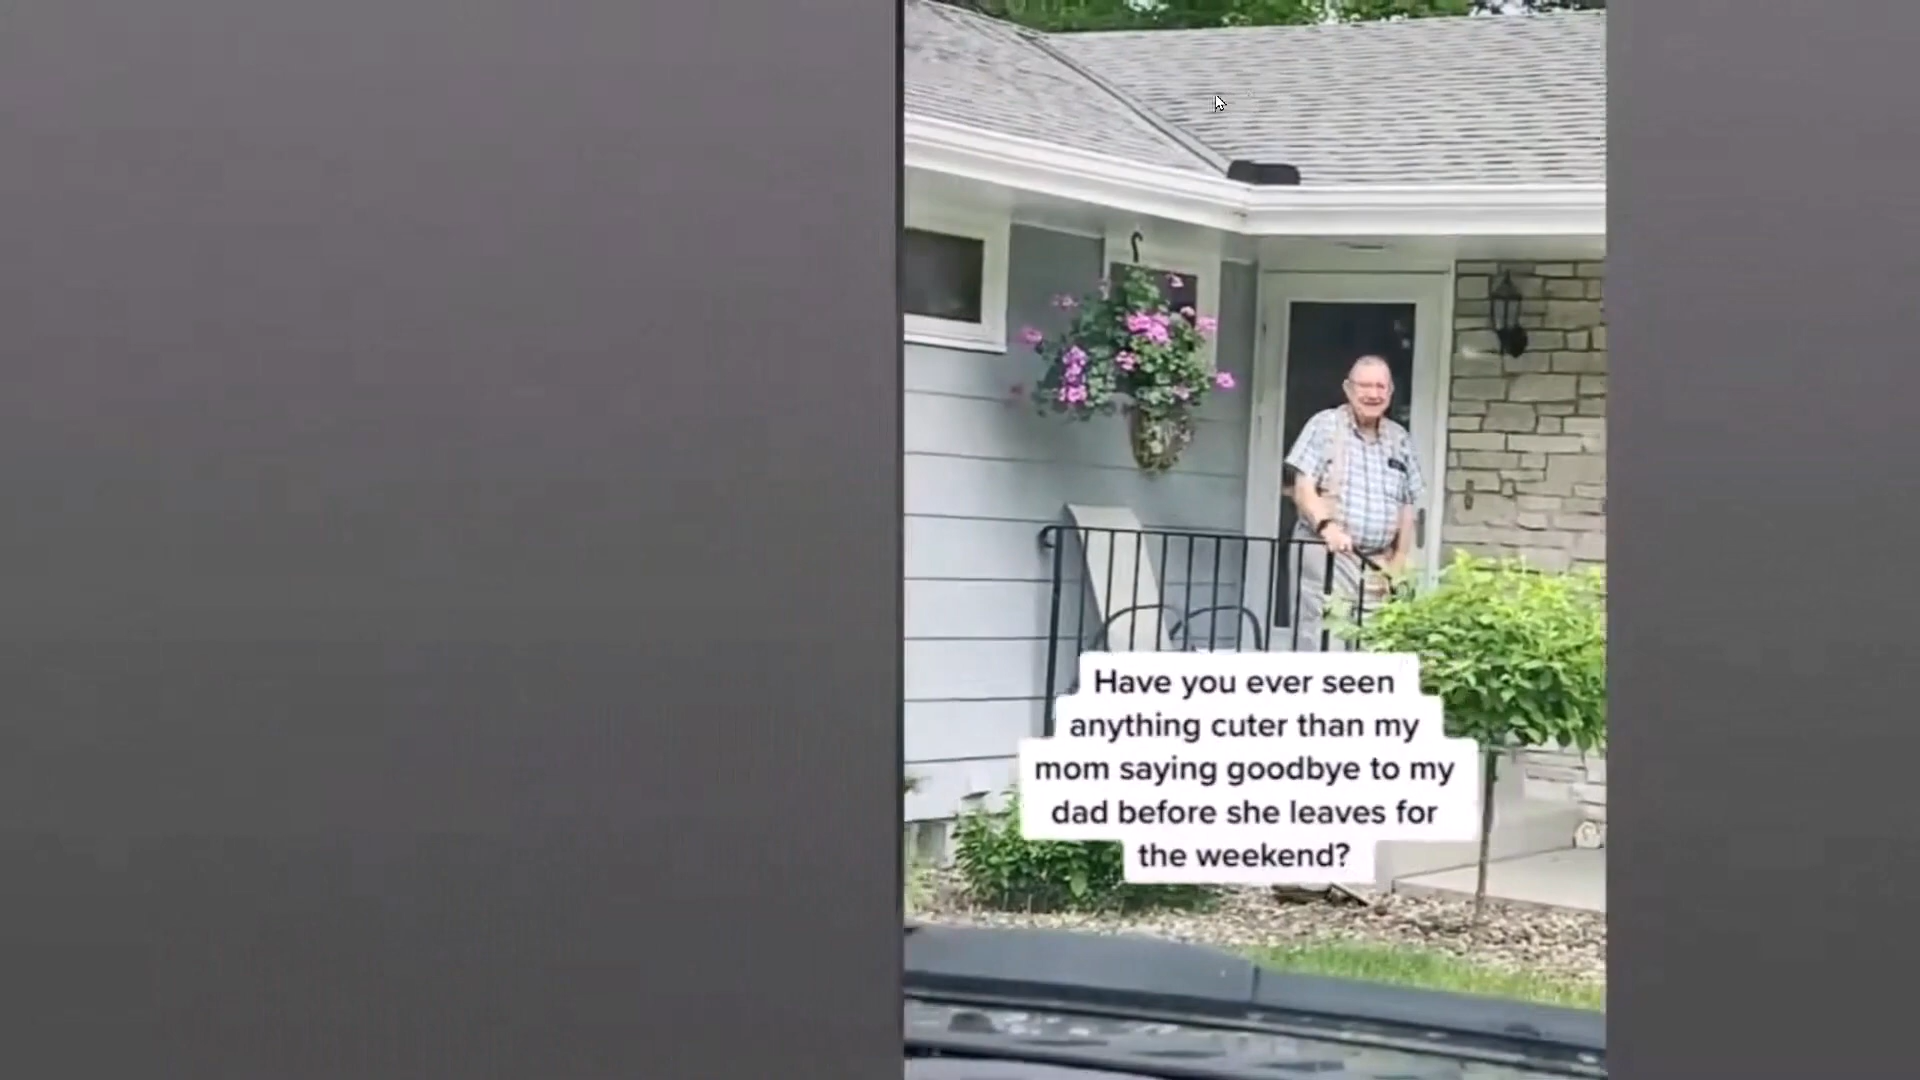 Have you ever seen
anything cuter than my
mom saying goodbye to my
dad before she leaves for
the weekend?